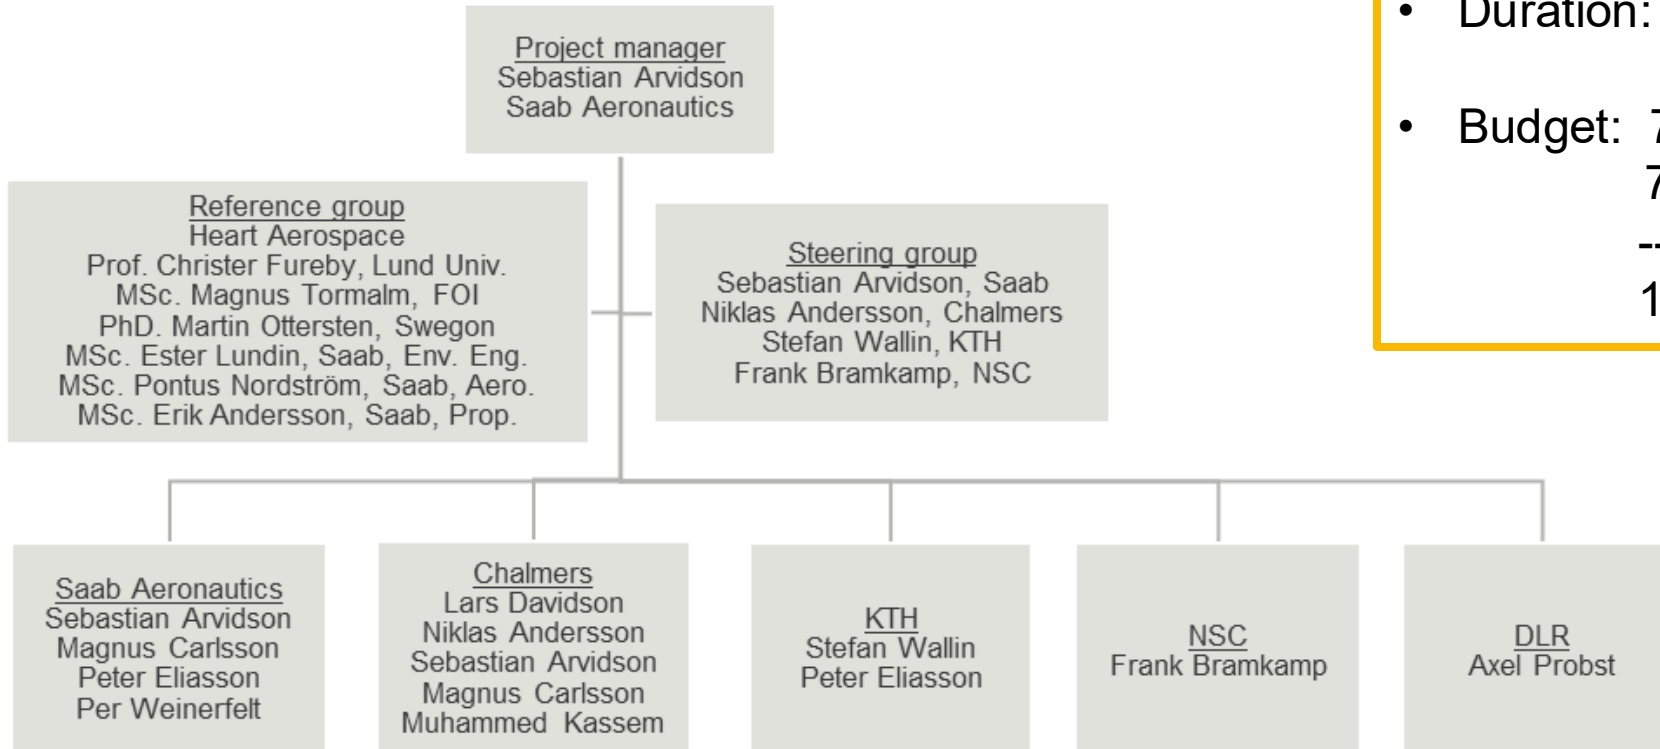 Project manager
Sebastian Arvidson
Saab Aeronautics
• Duration:
• Budget: 7
7
--
1
Reference group
Heart Aerospace
Prof. Christer Fureby, Lund Univ.
MSc. Magnus Tormalm, FOI
PhD. Martin Ottersten, Swegon
MSc. Ester Lundin, Saab, Env. Eng.
MSc. Pontus Nordström, Saab, Aero.
MSc. Erik Andersson, Saab, Prop.
Steering group
Sebastian Arvidson, Saab
Niklas Andersson, Chalmers
Stefan Wallin, KTH
Frank Bramkamp, NSC
Saab Aeronautics
Sebastian Arvidson
Magnus Carlsson
Peter Eliasson
Per Weinerfelt
Chalmers
Lars Davidson
Niklas Andersson
Sebastian Arvidson
Magnus Carlsson
Muhammed Kassem
KTH
Stefan Wallin
Peter Eliasson
NSC
Frank Bramkamp
DLR
Axel Probst